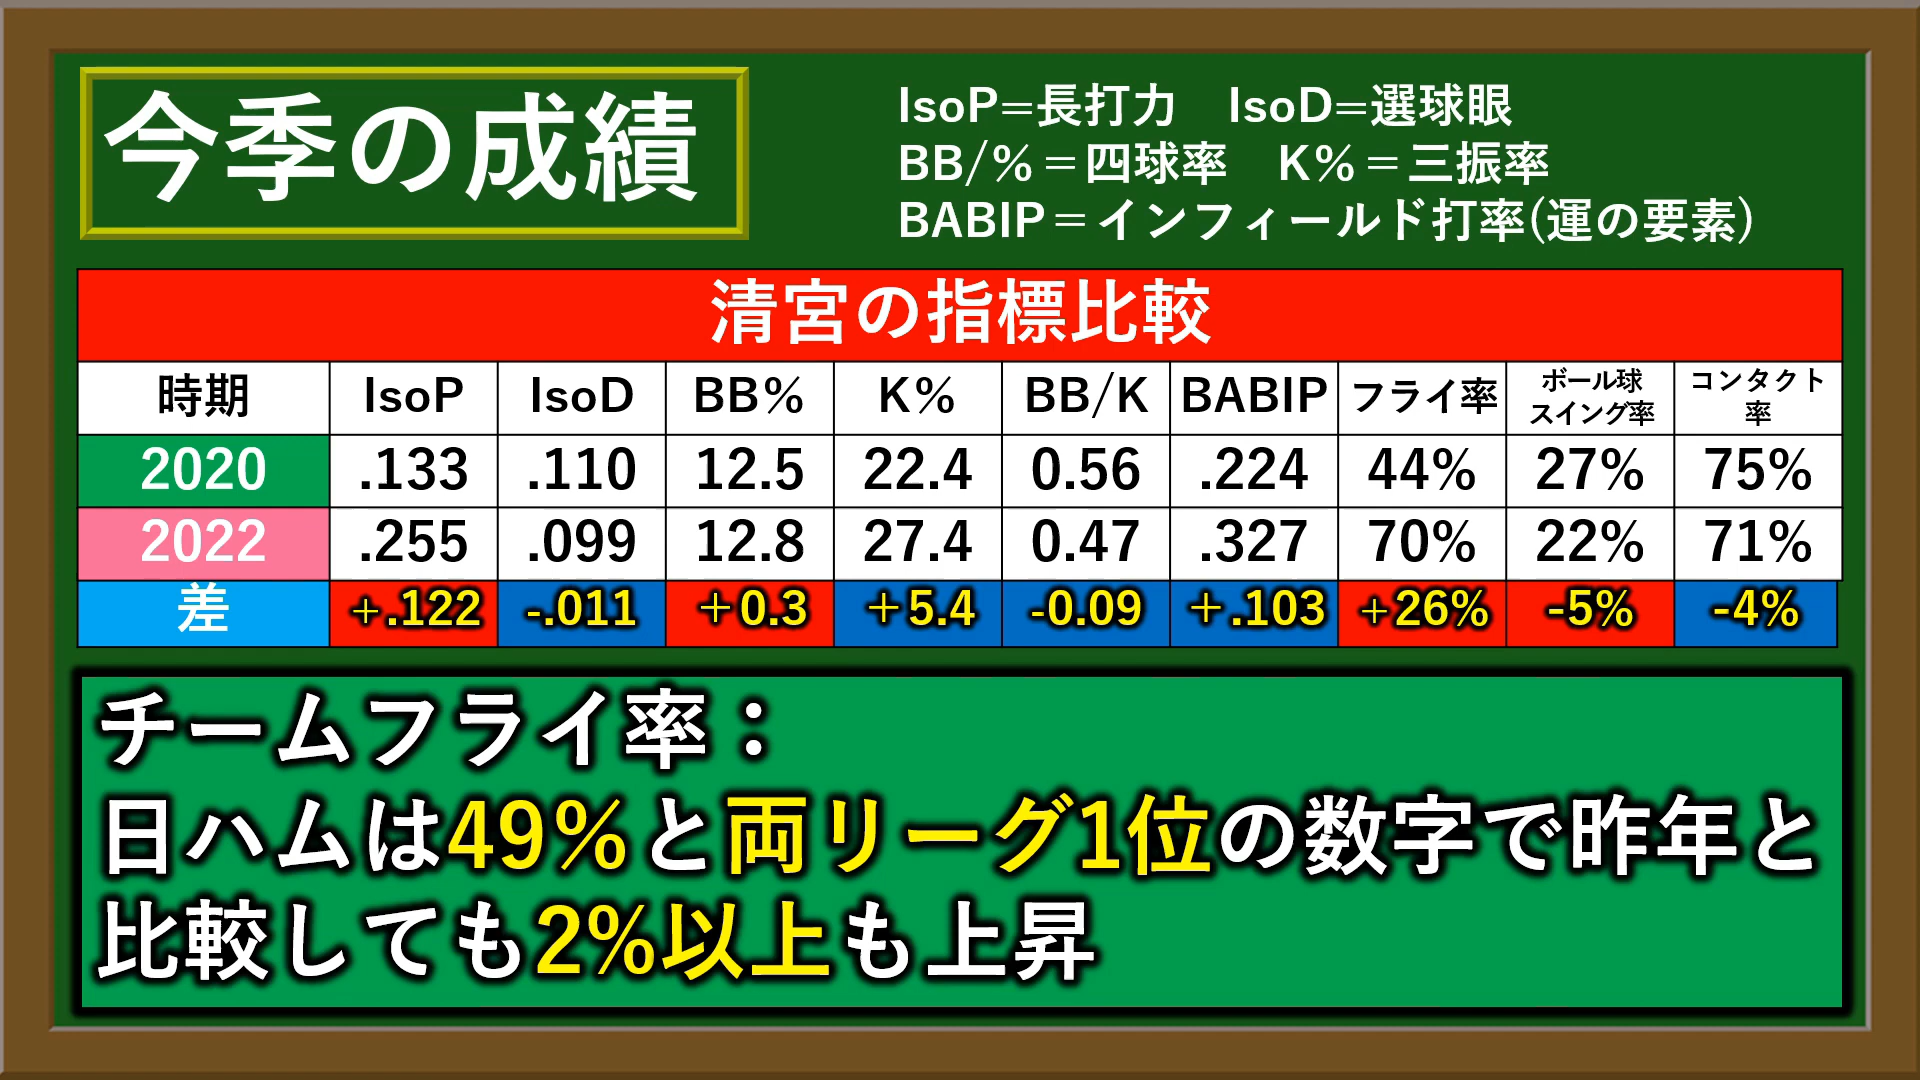 今季の成績
IsoP=長打力　IsoD=選球眼
BB/%＝四球率　K%＝三振率
BABIP＝インフィールド打率(運の要素)
清宮の指標比較
時期 IsoP IsoD BB% K% BB/K BABIP フライ率 ボール球スイング率 コンタクト率
2020 .133 .110 12.5 22.4 0.56 .224 44% 27% 75%
2022 .255 .099 12.8 27.4 0.47 .327 70% 22% 71%
差 +.122 -.011 +0.3 +5.4 -0.09 +.103 +26% -5% -4%
チームフライ率：
日ハムは49%と両リーグ1位の数字で昨年と
比較しても2%以上も上昇